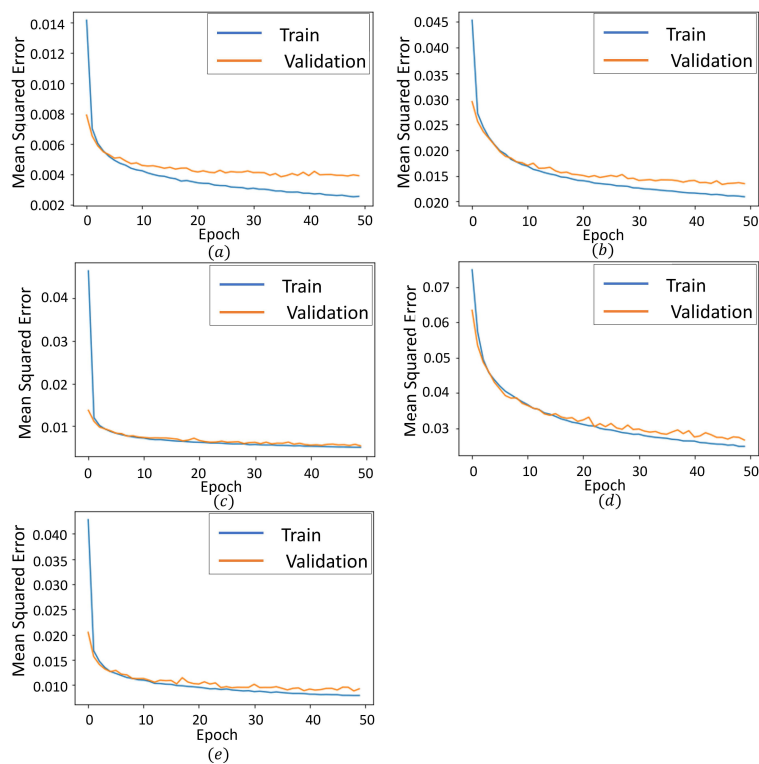 0.014
0.012
0.010
0.008
0.006
0.004
0.002
Mean Squared Error
Train
Validation
0 10 20 30 40 50
Epoch
(a)
0.045
0.040
0.035
0.030
0.025
0.015
0.020
Mean Squared Error
Train
Validation
0 10 20 30 40 50
Epoch
(b)
0.04
0.03
0.02
0.01
Mean Squared Error
Train
Validation
0 10 20 30 40 50
Epoch
(c)
0.07
0.06
0.05
0.04
0.03
Mean Squared Error
Train
Validation
0 10 20 30 40 50
Epoch
(d)
0.040
0.035
0.030
0.025
0.020
0.015
0.010
Mean Squared Error
Train
Validation
0 10 20 30 40 50
Epoch
(e)